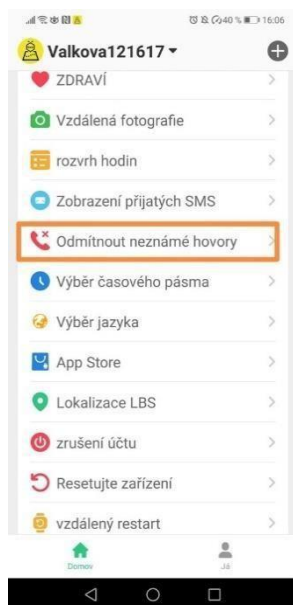 40 % 16:06
Valkova121617
ZDRAVÍ
Vzdálená fotografie
rozvrh hodin
Zobrazení přijatých SMS
Odmítnout neznámé hovory
Výběr časového pásma
Výběr jazyka
App Store
Lokalizace LBS
zrušení účtu
Resetujte zařízení
vzdálený restart
Domov Já